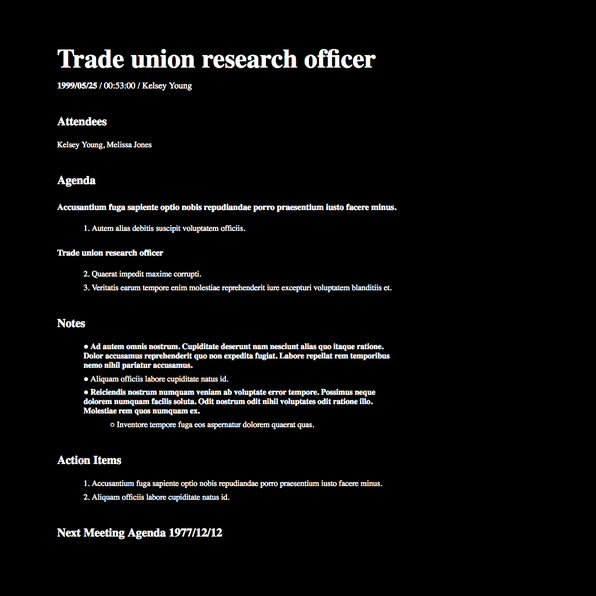 Trade union research officer
1999/05/25 / 00:53:00 / Kelsey Young
Attendees
Kelsey Young, Melissa Jones
Agenda
Accusantium fuga sapiente optio nobis repudiandae porro praesentium iusto facere minus.
1. Autem alias debitis suscipit voluptatem officiis.
Trade union research officer
2. Quaerat impedit maxime corrupti.
3. Veritatis earum tempore enim molestiae reprehenderit iure excepturi voluptatem blanditiis et.
Notes
● Ad autem omnis nostrum. Cupiditate deserunt nam nesciunt alias quo itaque ratione.
Dolor accusamus reprehenderit quo non expedita fugiat. Labore repellat rem temporibus
nemo nihil pariatur accusamus.
● Aliquam officiis labore cupiditate natus id.
● Reiciendis nostrum numquam veniam ab voluptate error tempore. Possimus neque
dolorem numquam facilis soluta. Odit nostrum odit nihil voluptates odit ratione illo.
Molestiae rem quos numquam ex.
○ Inventore tempore fuga eos aspernatur dolorem quaerat quas.
Action Items
1. Accusantium fuga sapiente optio nobis repudiandae porro praesentium iusto facere minus.
2. Aliquam officiis labore cupiditate natus id.
Next Meeting Agenda 1977/12/12